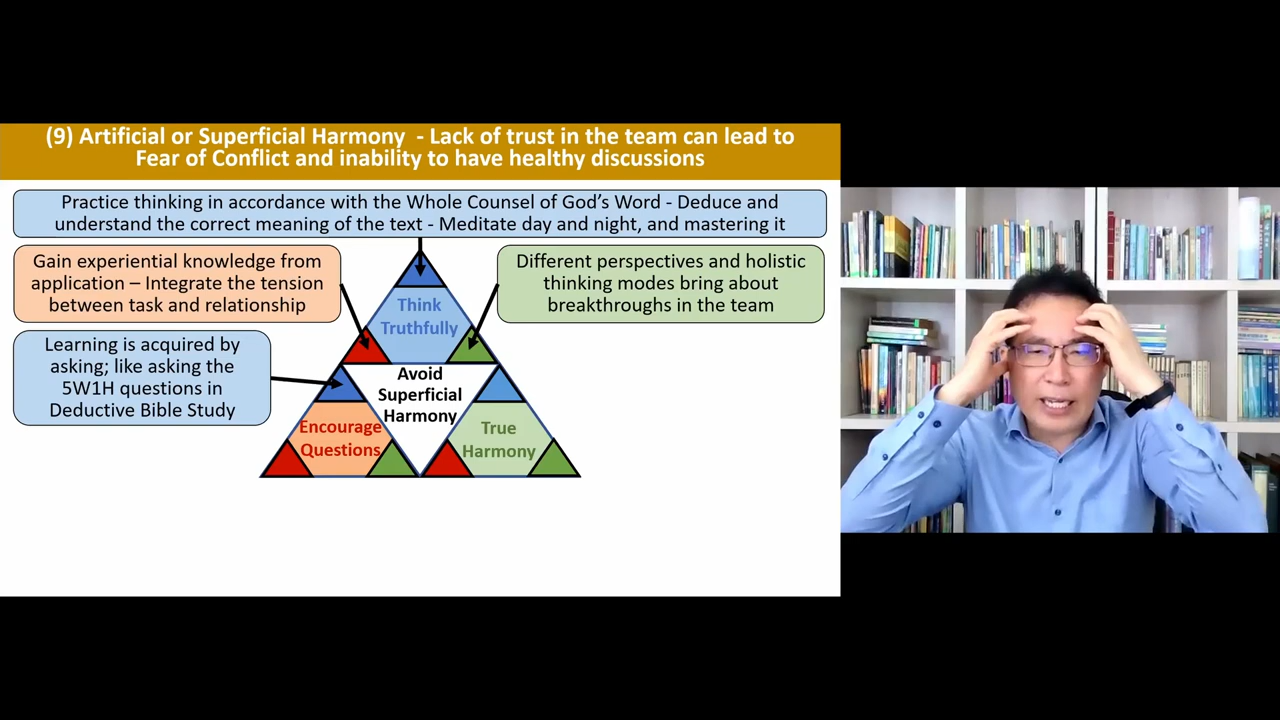 (9) Artificial or Superficial Harmony - Lack of trust in the team can lead to
Fear of Conflict and inability to have healthy discussions
Practice thinking in accordance with the Whole Counsel of God’s Word - Deduce and
understand the correct meaning of the text - Meditate day and night, and mastering it
Gain experiential knowledge from
application – Integrate the tension
between task and relationship
Different perspectives and holistic
thinking modes bring about
breakthroughs in the team
Think
Truthfully
Learning is acquired by
asking; like asking the
5W1H questions in
Deductive Bible Study
Avoid
Superficial
Harmony
Encourage
Questions
True
Harmony